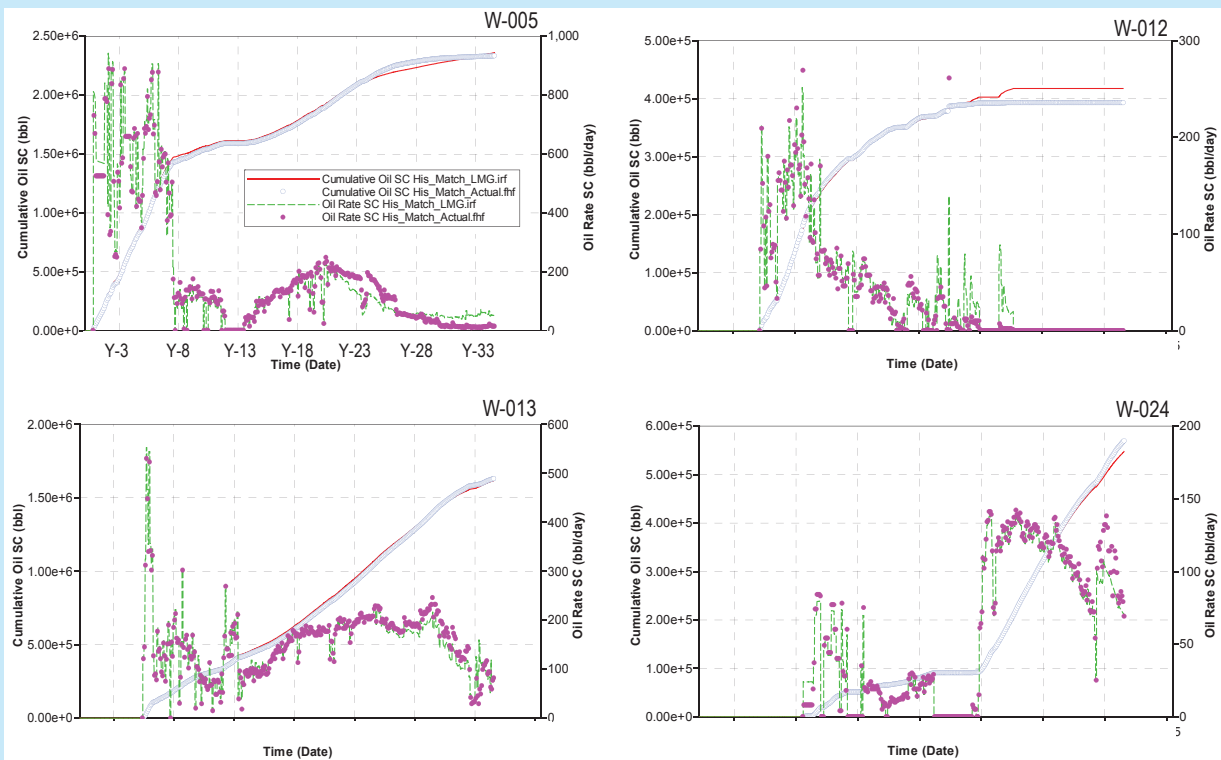 W-005
2.50e+6
2.00e+6
1.50e+6
1.00e+6
5.00e+5
0.00e+0
Cumulative Oil SC (bbl)
1,000
800
600
400
200
0
Oil Rate SC (bbl/day)
Cumulative Oil SC His_Match_LMG.irf
Cumulative Oil SC His_Match_Actual.fhf
Oil Rate SC His_Match_LMG.irf
Oil Rate SC His_Match_Actual.fhf
Y-3 Y-8 Y-13 Y-18 Y-23 Y-28 Y-33
Time (Date)
W-012
5.00e+5
4.00e+5
3.00e+5
2.00e+5
1.00e+5
0.00e+0
Cumulative Oil SC (bbl)
300
200
100
0
Oil Rate SC (bbl/day)
5
Time (Date)
W-013
2.00e+6
1.50e+6
1.00e+6
5.00e+5
0.00e+0
Cumulative Oil SC (bbl)
600
500
400
300
200
100
0
Oil Rate SC (bbl/day)
Time (Date)
W-024
6.00e+5
5.00e+5
4.00e+5
3.00e+5
2.00e+5
1.00e+5
0.00e+0
Cumulative Oil SC (bbl)
200
150
100
50
0
Oil Rate SC (bbl/day)
5
Time (Date)